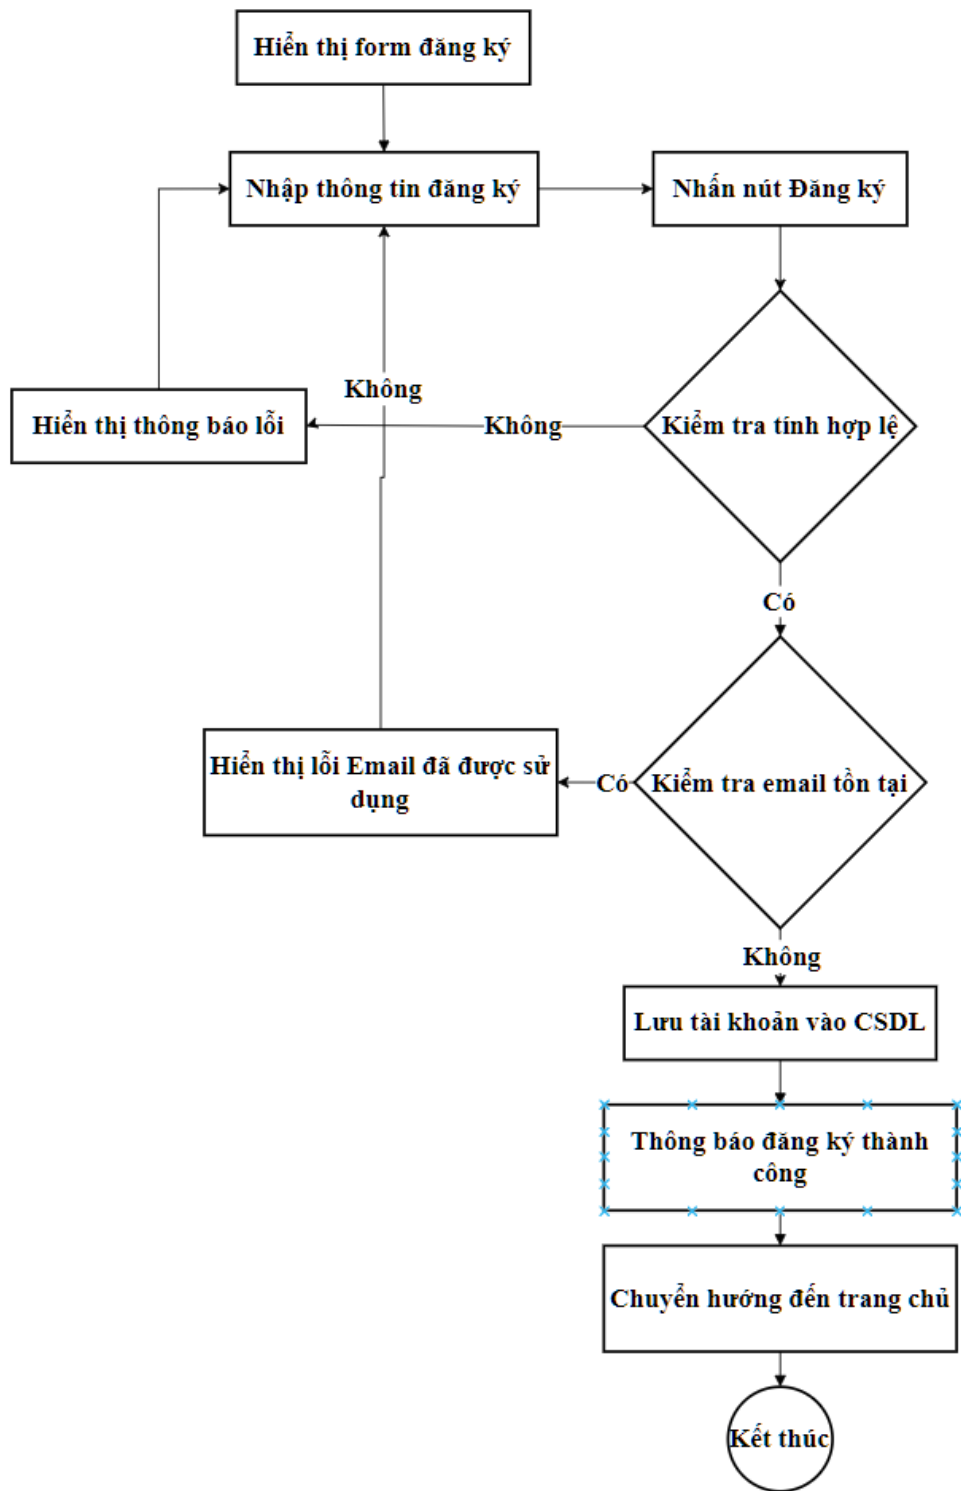 Hiển thị form đăng ký
Nhập thông tin đăng ký
Nhấn nút Đăng ký
Không
Hiển thị thông báo lỗi
Không
Kiểm tra tính hợp lệ
Có
Hiển thị lỗi Email đã được sử
dụng
Có
Kiểm tra email tồn tại
Không
Lưu tài khoản vào CSDL
Thông báo đăng ký thành
công
Chuyển hướng đến trang chủ
Kết thúc